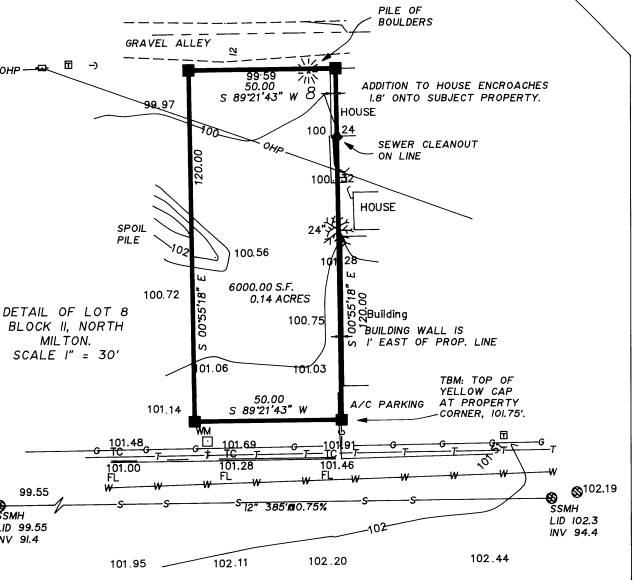 PILE OF
BOULDERS
GRAVEL ALLEY
12
OHP
T
99.59
50.00
S 89°21'43" W
8
ADDITION TO HOUSE ENCROACHES
1.8' ONTO SUBJECT PROPERTY.
99.97
HOUSE
100
100 24
SEWER CLEANOUT
ON LINE
OHP
120.00
100.32
HOUSE
SPOIL
PILE
24"
102
100.56
101.28
6000.00 S.F.
0.14 ACRES
100.72
S 00°55'18" E
S 00°55'18" E
120.00
DETAIL OF LOT 8
BLOCK 11, NORTH
MILTON.
SCALE 1" = 30'
100.75
Building
BUILDING WALL IS
1' EAST OF PROP. LINE
101.06
101.03
TBM: TOP OF
YELLOW CAP
AT PROPERTY
CORNER, 101.75'.
50.00
S 89°21'43" W
A/C PARKING
101.14
WM
G
T
101.48
101.69
101.91
G G G G G G G
TC T T TC T T T T
101.00
101.28
101.46
FL
FL
W W W W W W W
99.55
102.19
S S S S S
12" 385' 0.75%
SSMH
LID 99.55
INV 91.4
SSMH
LID 102.3
INV 94.4
102
101.95
102.11
102.20
102.44